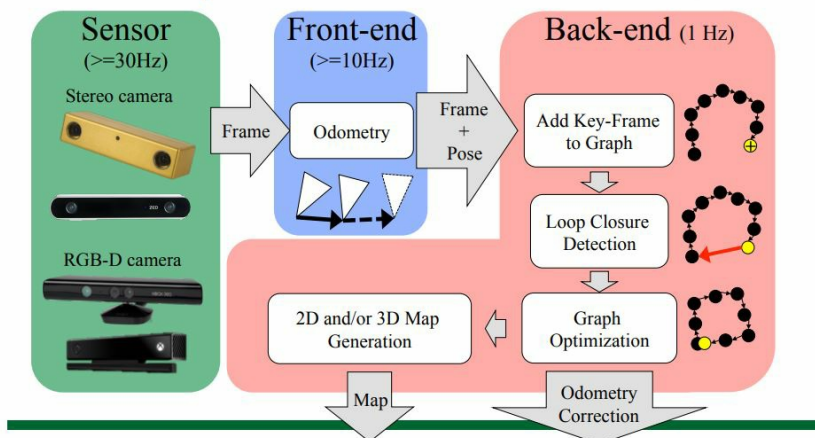 Sensor
(>=30Hz)
Stereo camera
ZED
RGB-D camera
Frame
Front-end
(>=10Hz)
Odometry
Frame
+
Pose
Back-end (1 Hz)
Add Key-Frame
to Graph
Loop Closure
Detection
Graph
Optimization
2D and/or 3D Map
Generation
Map
Odometry
Correction